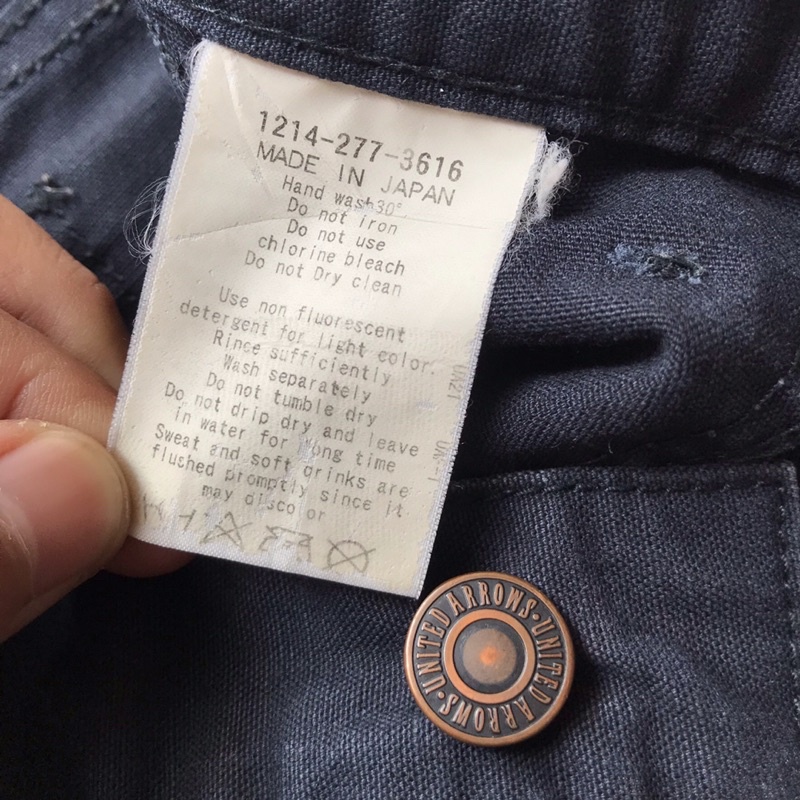 1214-277-3616
MADE IN JAPAN
Hand wash30°
Do not iron
Do not use
chlorine bleach
Do not Dry clean
Use non fluorescent
detergent for light color.
Rince sufficiently
Wash separately
Do not tumble dry
Do not drip dry and leave
in water for long time
Sweat and soft drinks are
flushed promptly since it
may disco or
UNITED ARROWS • UNITED ARROWS •